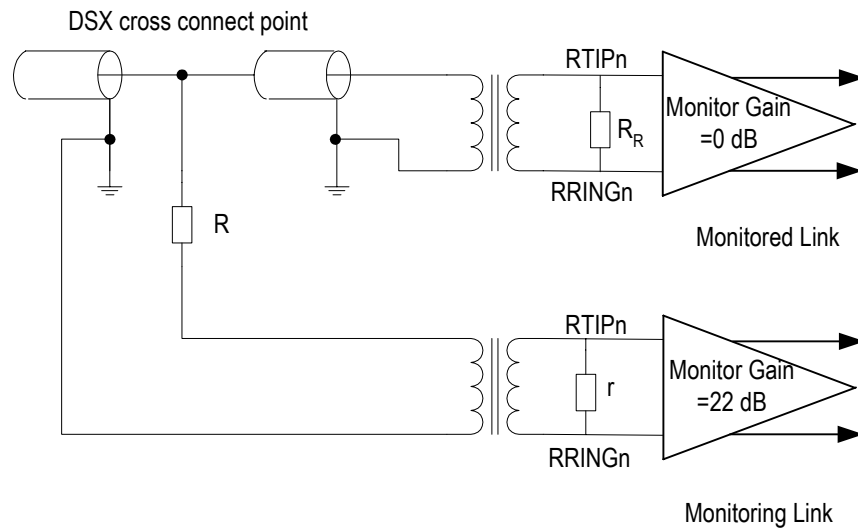 DSX cross connect point
RTIPn
Monitor Gain
=0 dB
R_R
RRINGn
R
Monitored Link
RTIPn
Monitor Gain
=22 dB
r
RRINGn
Monitoring Link